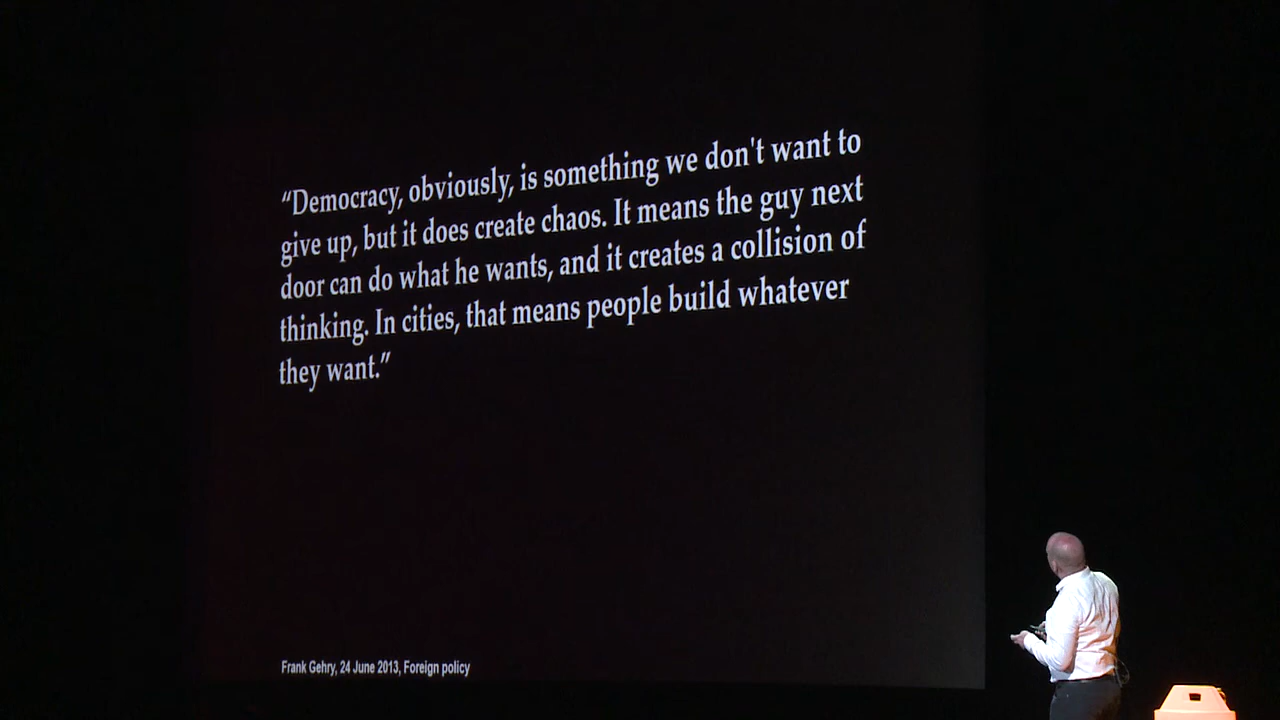 “Democracy, obviously, is something we don't want to
give up, but it does create chaos. It means the guy next
door can do what he wants, and it creates a collision of
thinking. In cities, that means people build whatever
they want.”
Frank Gehry, 24 June 2013, Foreign policy